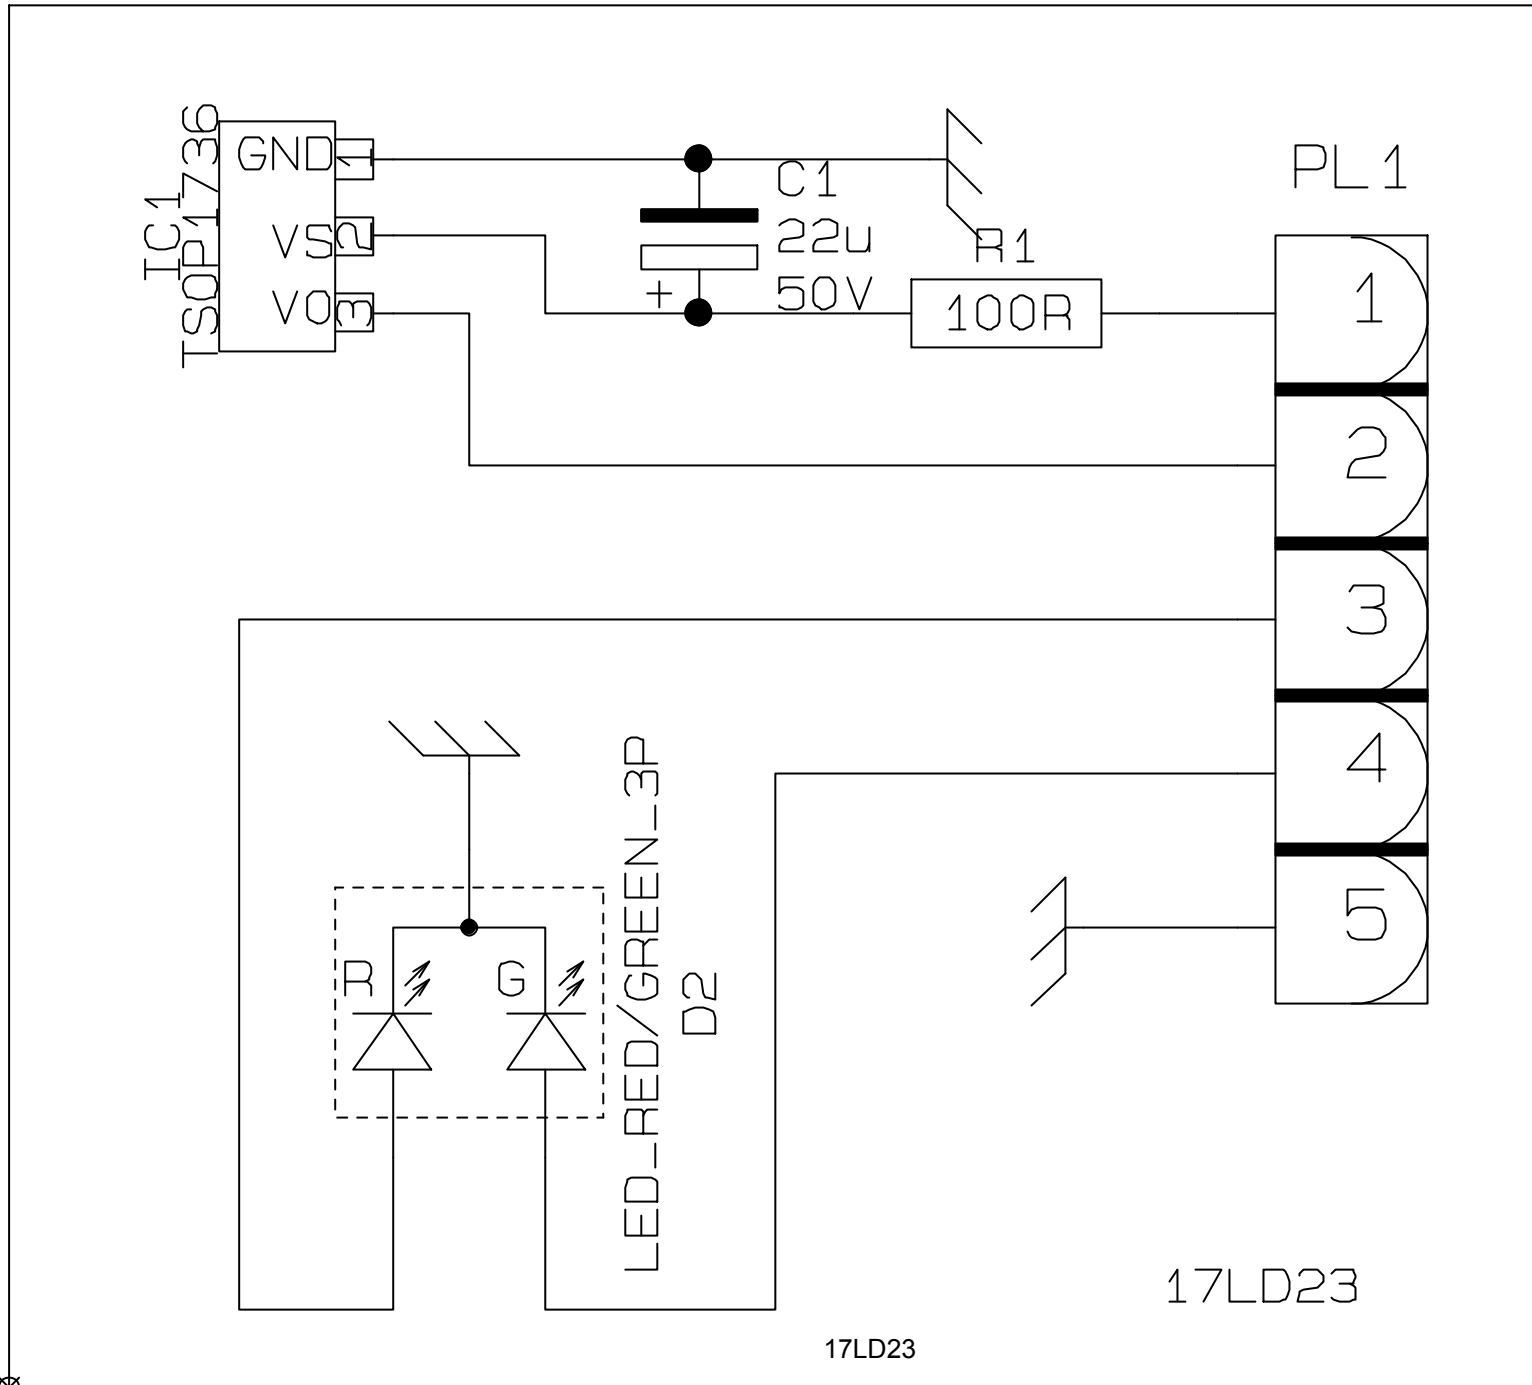 IC1
TSOP1736
GND 1
VS 2
VO 3
C1
22u
50V
+
R1
100R
PL1
1
2
3
4
5
R
G
LED_RED/GREEN_3P
D2
17LD23
17LD23